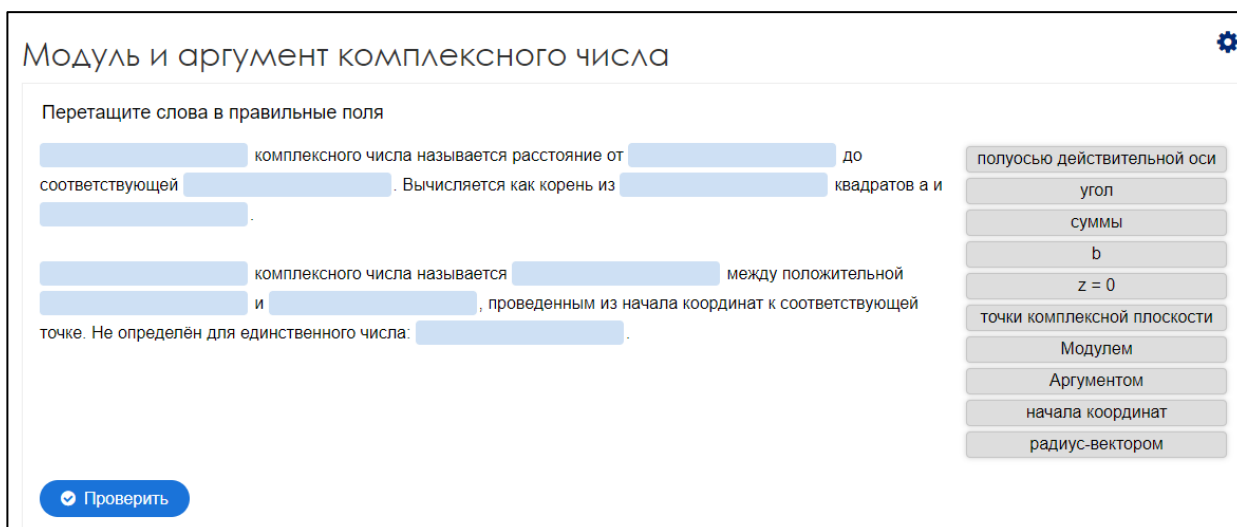 Модуль и аргумент комплексного числа
Перетащите слова в правильные поля
комплексного числа называется расстояние от до
соответствующей . Вычисляется как корень из квадратов a и
.
комплексного числа называется между положительной
и , проведенным из начала координат к соответствующей
точке. Не определён для единственного числа: .
полуосью действительной оси
угол
суммы
b
z = 0
точки комплексной плоскости
Модулем
Аргументом
начала координат
радиус-вектором
Проверить